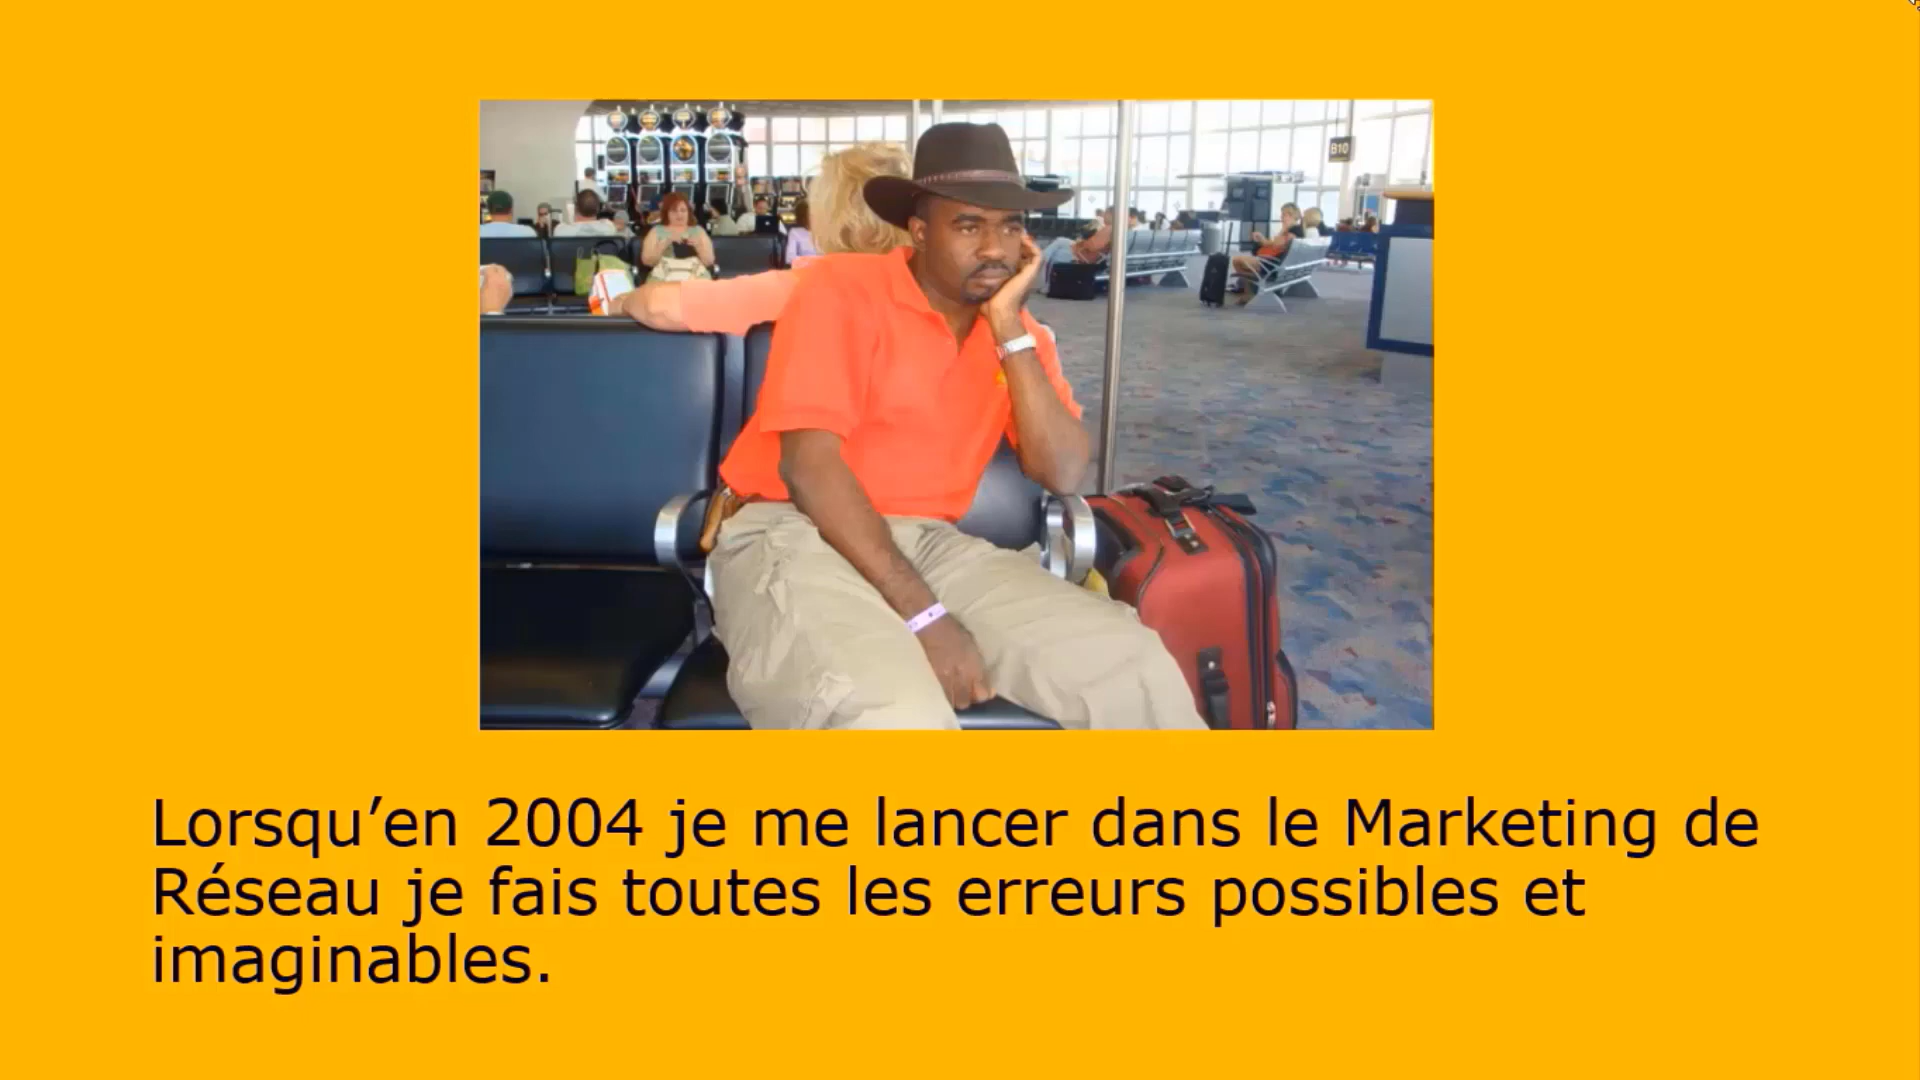 B10
Lorsqu’en 2004 je me lancer dans le Marketing de
Réseau je fais toutes les erreurs possibles et
imaginables.